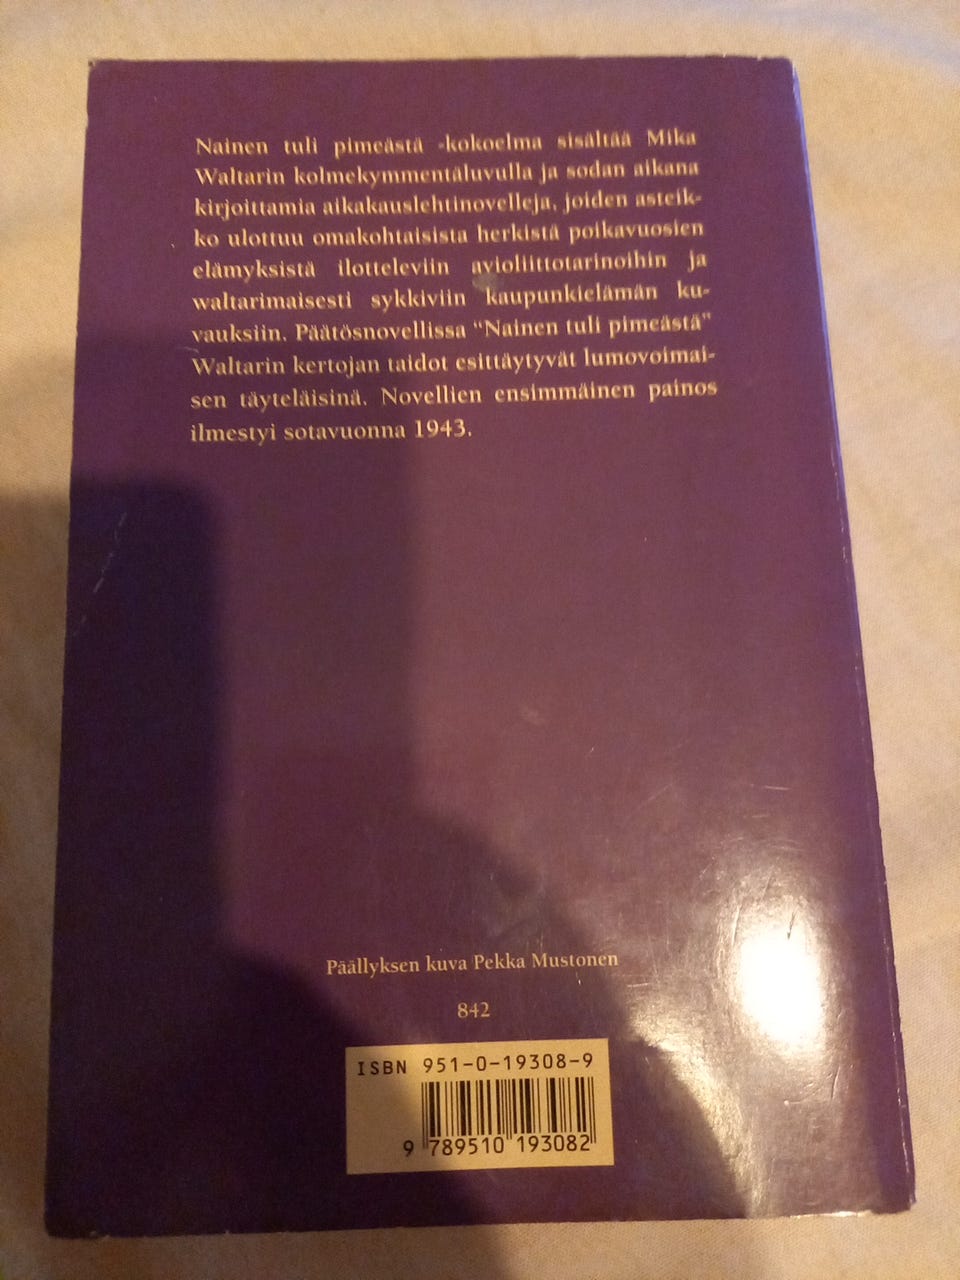 Nainen tuli pimeästä -kokoelma sisältää Mika
Waltarin kolmekymmentäluvulla ja sodan aikana
kirjoittamia aikakauslehtinovelleja, joiden asteik-
ko ulottuu omakohtaisista herkistä poikavuosien
elämyksistä ilotteleviin avioliittotarinoihin ja
waltarimaisesti sykkiviin kaupunkielämän ku-
vauksiin. Päätösnovellissa "Nainen tuli pimeästä"
Waltarin kertojan taidot esittäytyvät lumovoimai-
sen täyteläisinä. Novellien ensimmäinen painos
ilmestyi sotavuonna 1943.
Päällyksen kuva Pekka Mustonen
842
ISBN 951-0-19308-9
9 789510 193082